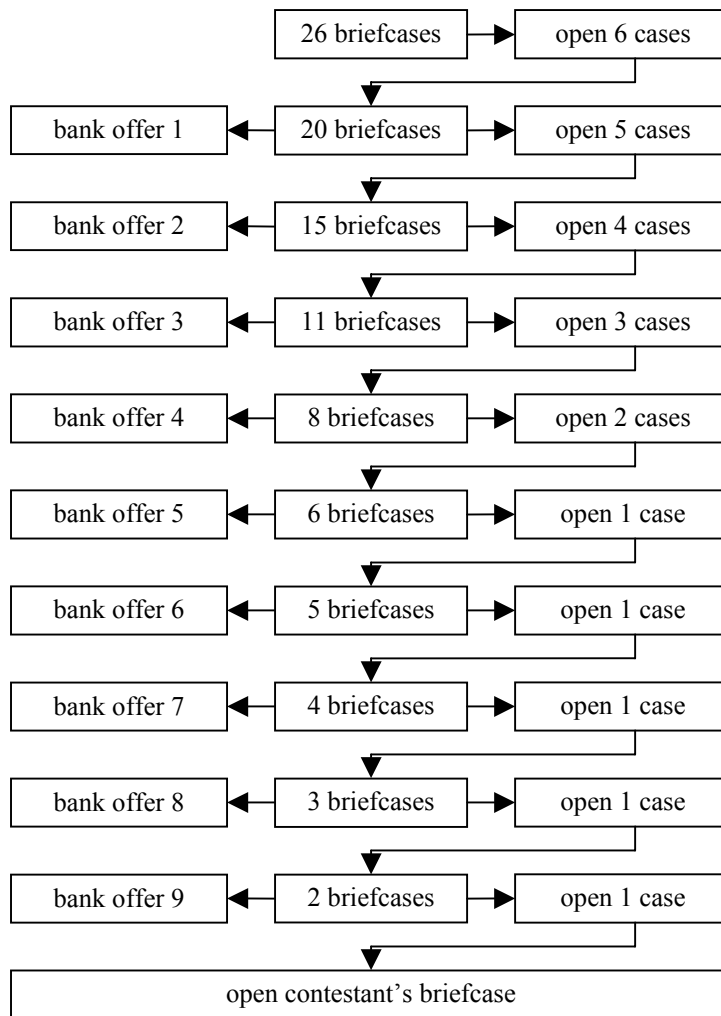 26 briefcases open 6 cases
bank offer 1 20 briefcases open 5 cases
bank offer 2 15 briefcases open 4 cases
bank offer 3 11 briefcases open 3 cases
bank offer 4 8 briefcases open 2 cases
bank offer 5 6 briefcases open 1 case
bank offer 6 5 briefcases open 1 case
bank offer 7 4 briefcases open 1 case
bank offer 8 3 briefcases open 1 case
bank offer 9 2 briefcases open 1 case
open contestant’s briefcase